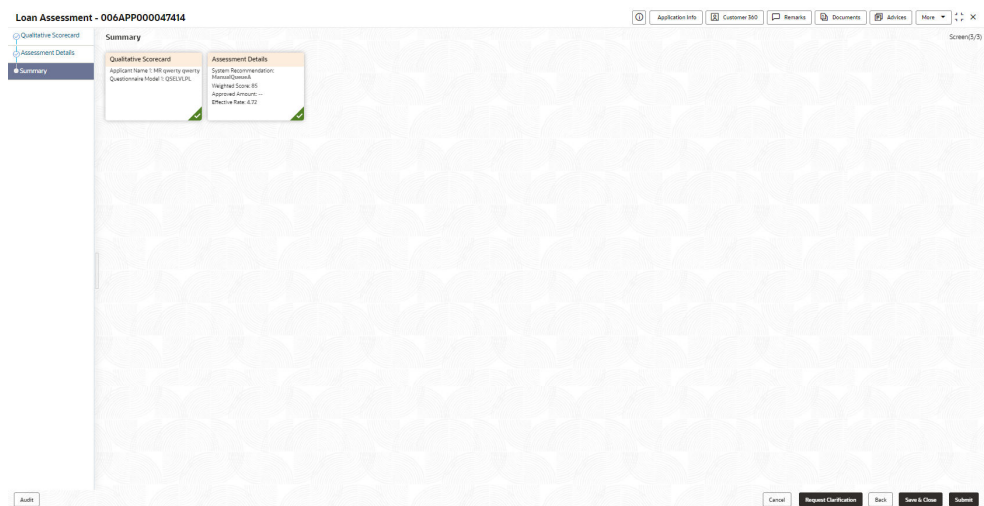 Loan Assessment - 006APP000047414
Application Info
Customer 360
Remarks
Documents
Advices
More
Qualitative Scorecard
Assessment Details
Summary
Summary
Screen(3/3)
Qualitative Scorecard
Applicant Name 1: MR qwerty qwerty
Questionnaire Model 1: QSELVLPL
Assessment Details
System Recommendation:
ManualQueueA
Weighted Score: 85
Approved Amount: --
Effective Rate: 4.72
Audit
Cancel
Request Clarification
Back
Save & Close
Submit